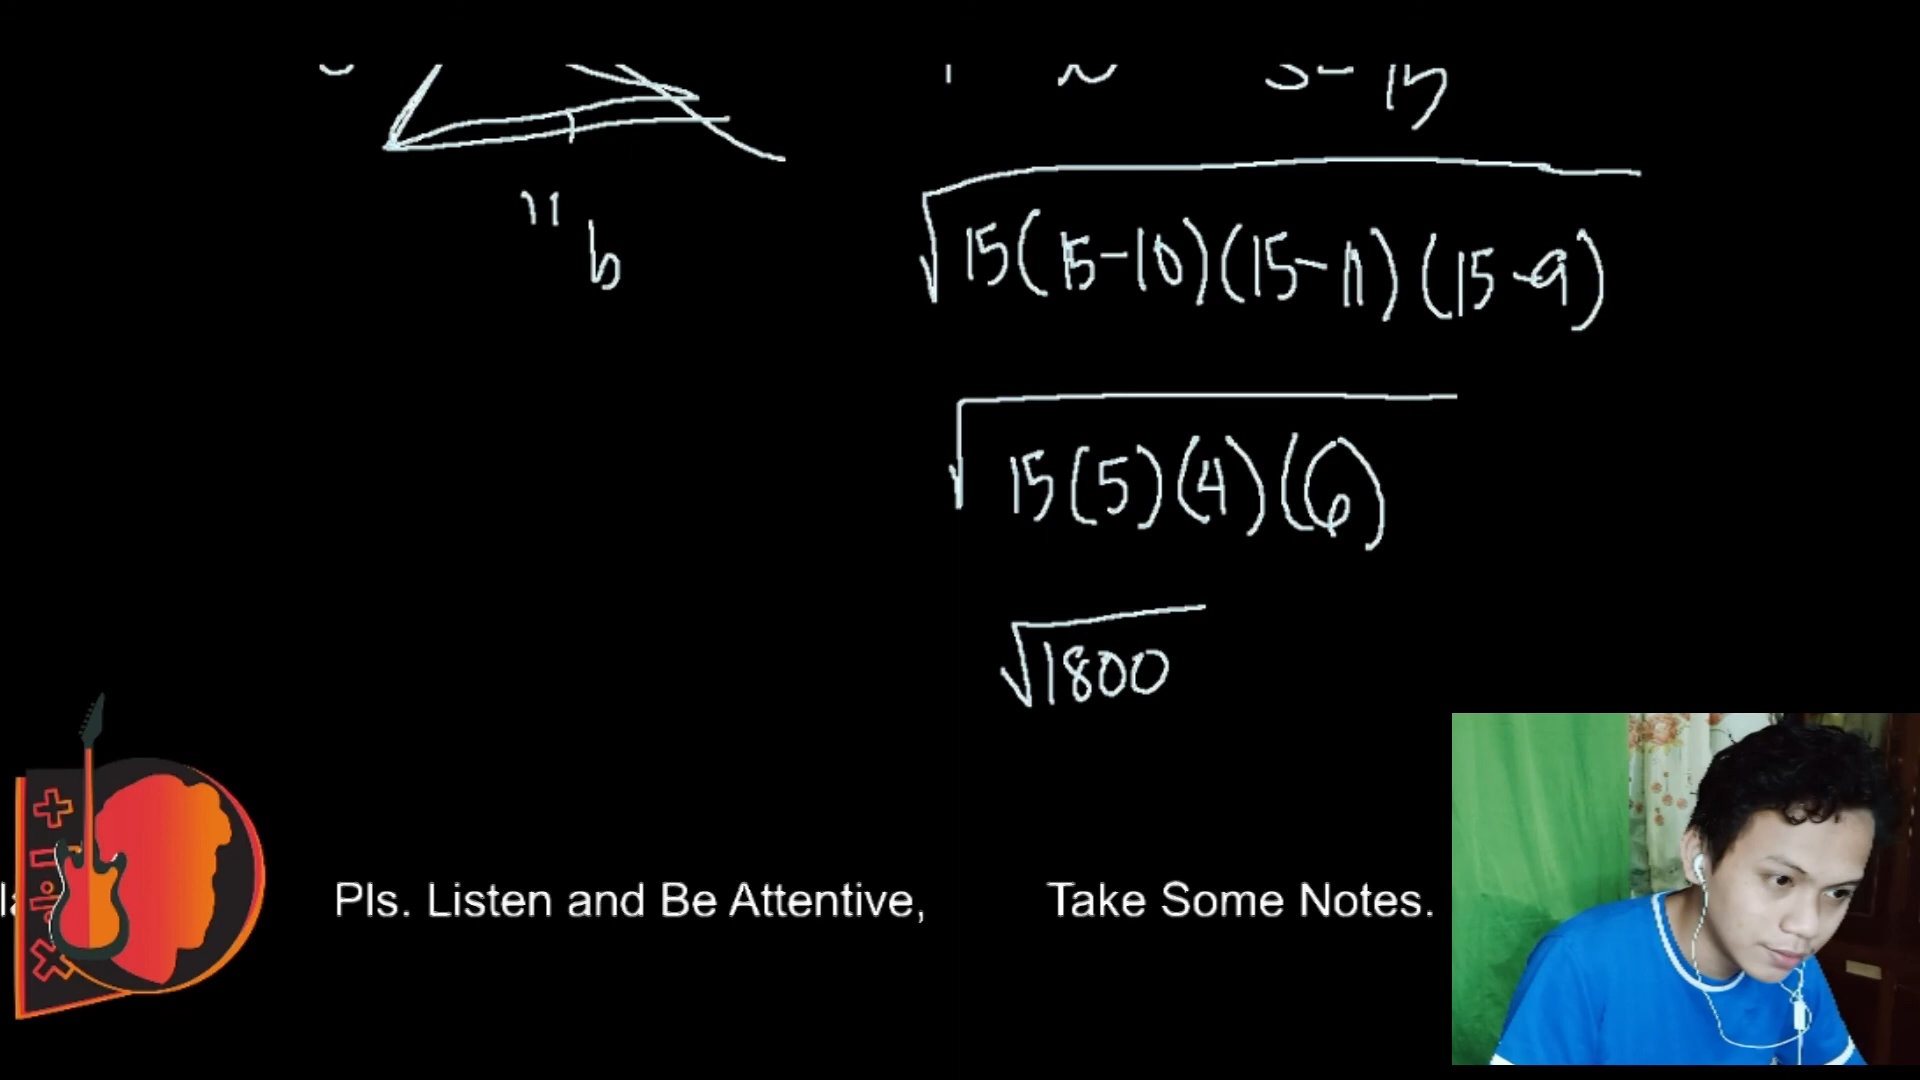 s = 15
11
b
√15(15-10)(15-11)(15-9)
√15(5)(4)(6)
√1800
Pls. Listen and Be Attentive, Take Some Notes.